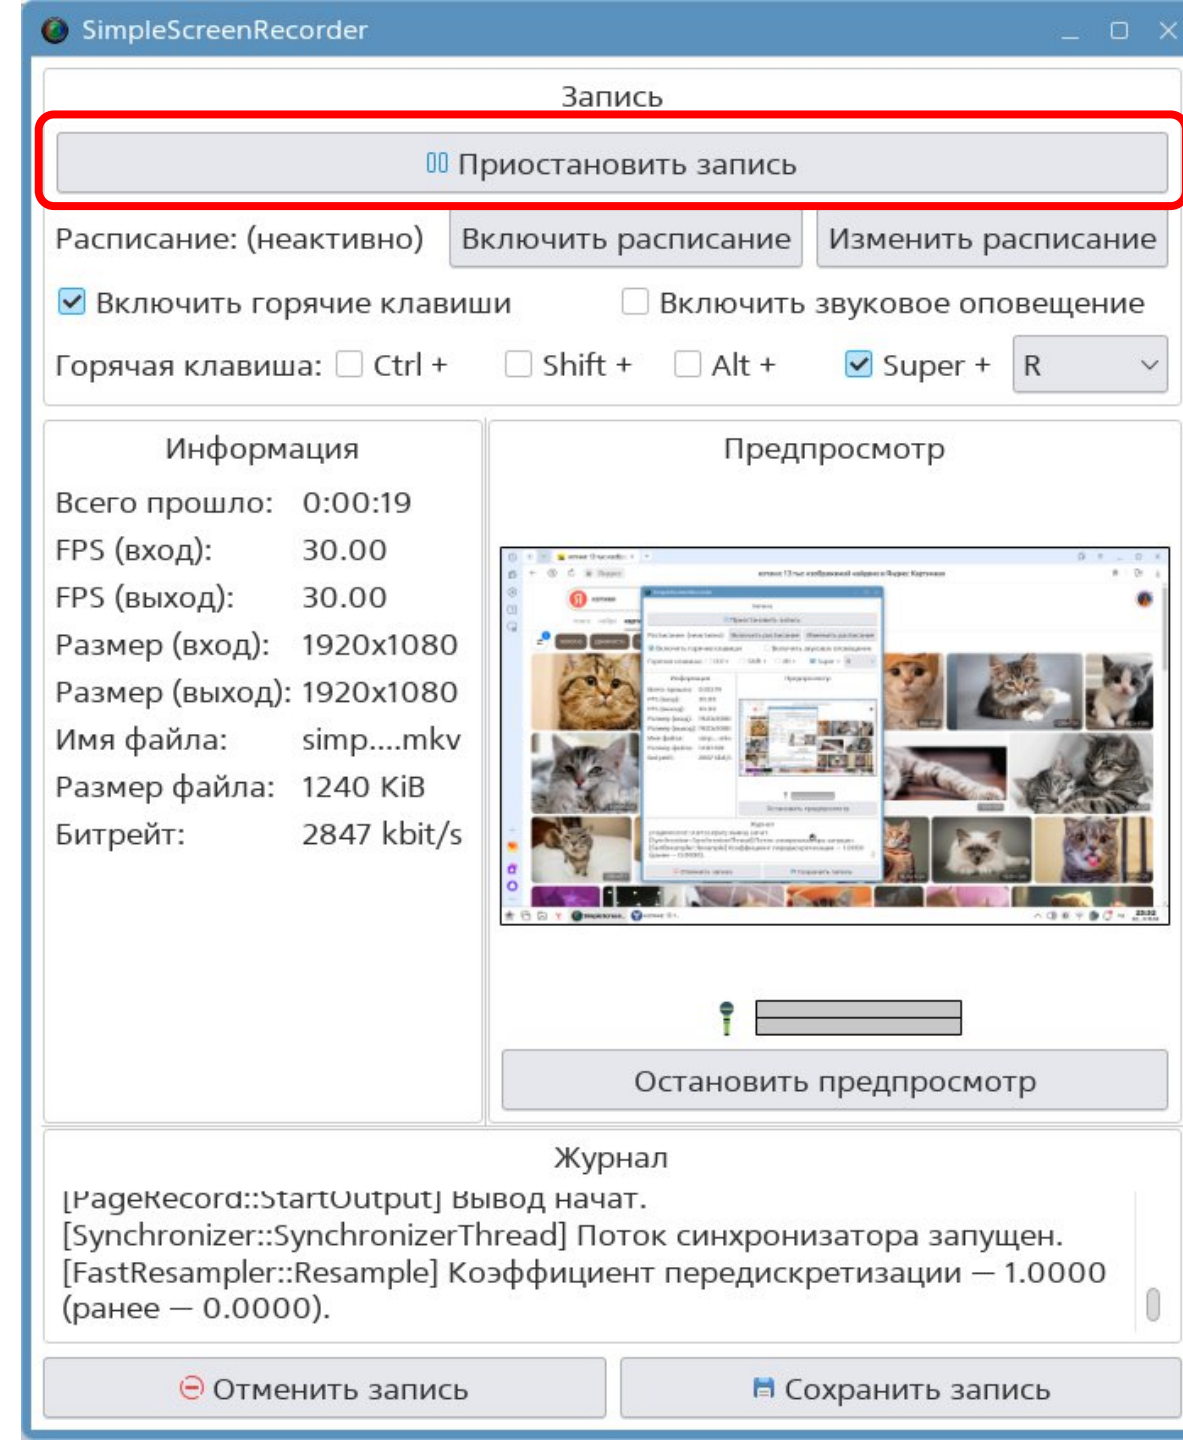 SimpleScreenRecorder
Запись
Приостановить запись
Расписание: (неактивно) Включить расписание Изменить расписание
Включить горячие клавиши Включить звуковое оповещение
Горячая клавиша: Ctrl + Shift + Alt + Super + R
Информация
Всего прошло: 0:00:19
FPS (вход): 30.00
FPS (выход): 30.00
Размер (вход): 1920x1080
Размер (выход): 1920x1080
Имя файла: simp....mkv
Размер файла: 1240 KiB
Битрейт: 2847 kbit/s
Предпросмотр
Остановить предпросмотр
Журнал
[PageRecord::StartOutput] Вывод начат.
[Synchronizer::SynchronizerThread] Поток синхронизатора запущен.
[FastResampler::Resample] Коэффициент передискретизации — 1.0000
(ранее — 0.0000).
Отменить запись Сохранить запись